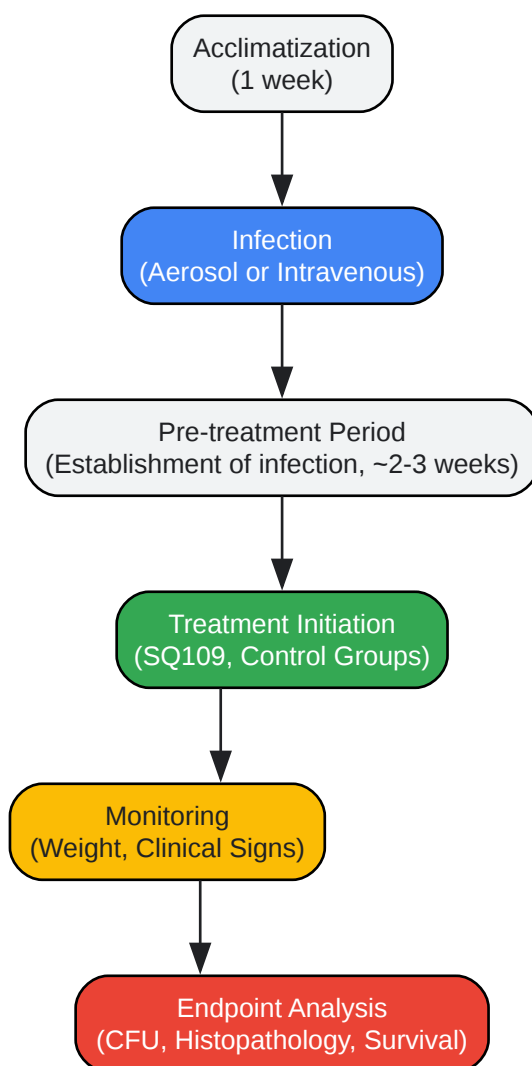 Acclimatization
(1 week)
Infection
(Aerosol or Intravenous)
Pre-treatment Period
(Establishment of infection, ~2-3 weeks)
Treatment Initiation
(SQ109, Control Groups)
Monitoring
(Weight, Clinical Signs)
Endpoint Analysis
(CFU, Histopathology, Survival)